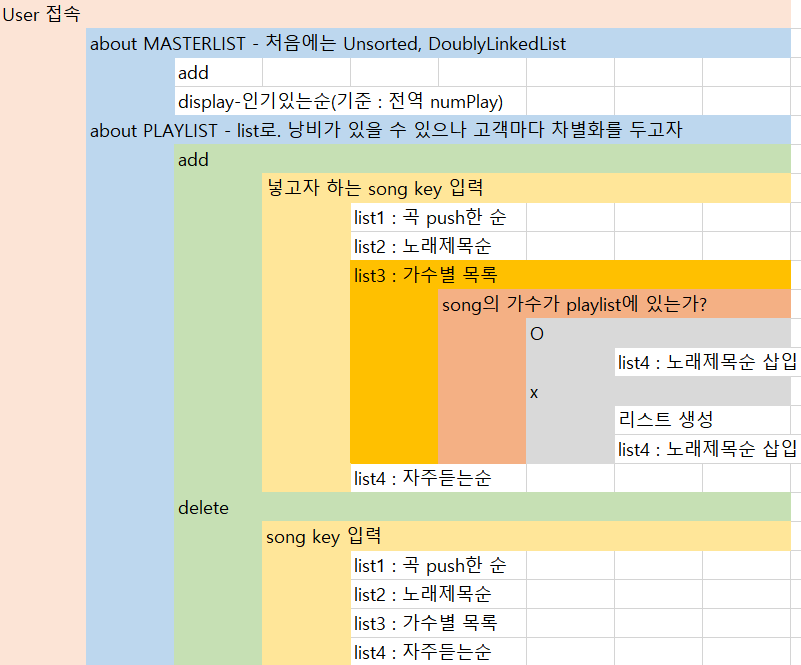 User 접속
about MASTERLIST - 처음에는 Unsorted, DoublyLinkedList
add
display-인기있는순(기준 : 전역 numPlay)
about PLAYLIST - list로. 낭비가 있을 수 있으나 고객마다 차별화를 두고자
add
넣고자 하는 song key 입력
list1 : 곡 push한 순
list2 : 노래제목순
list3 : 가수별 목록
song의 가수가 playlist에 있는가?
O
list4 : 노래제목순 삽입
x
리스트 생성
list4 : 노래제목순 삽입
list4 : 자주듣는순
delete
song key 입력
list1 : 곡 push한 순
list2 : 노래제목순
list3 : 가수별 목록
list4 : 자주듣는순